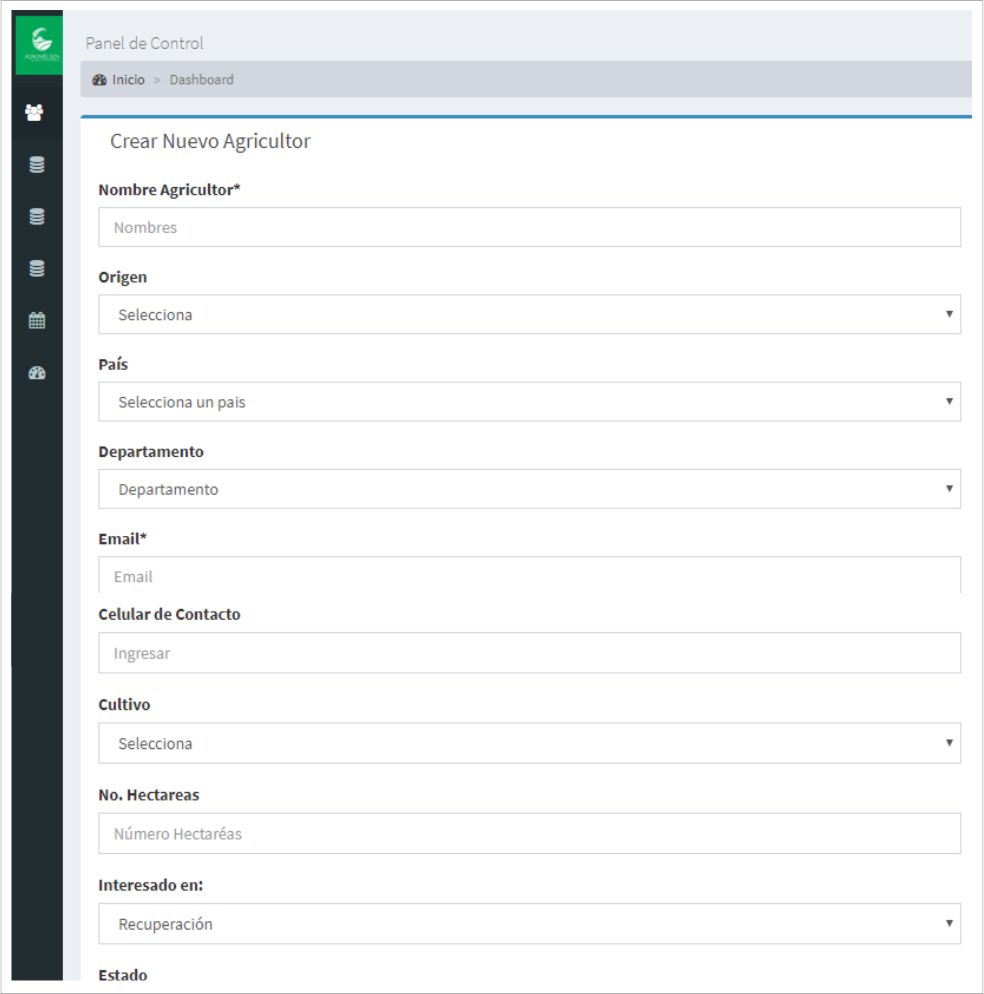 Panel de Control
Inicio > Dashboard
Crear Nuevo Agricultor
Nombre Agricultor*
Nombres
Origen
Selecciona
País
Selecciona un pais
Departamento
Departamento
Email*
Email
Celular de Contacto
Ingresar
Cultivo
Selecciona
No. Hectareas
Número Hectaréas
Interesado en:
Recuperación
Estado